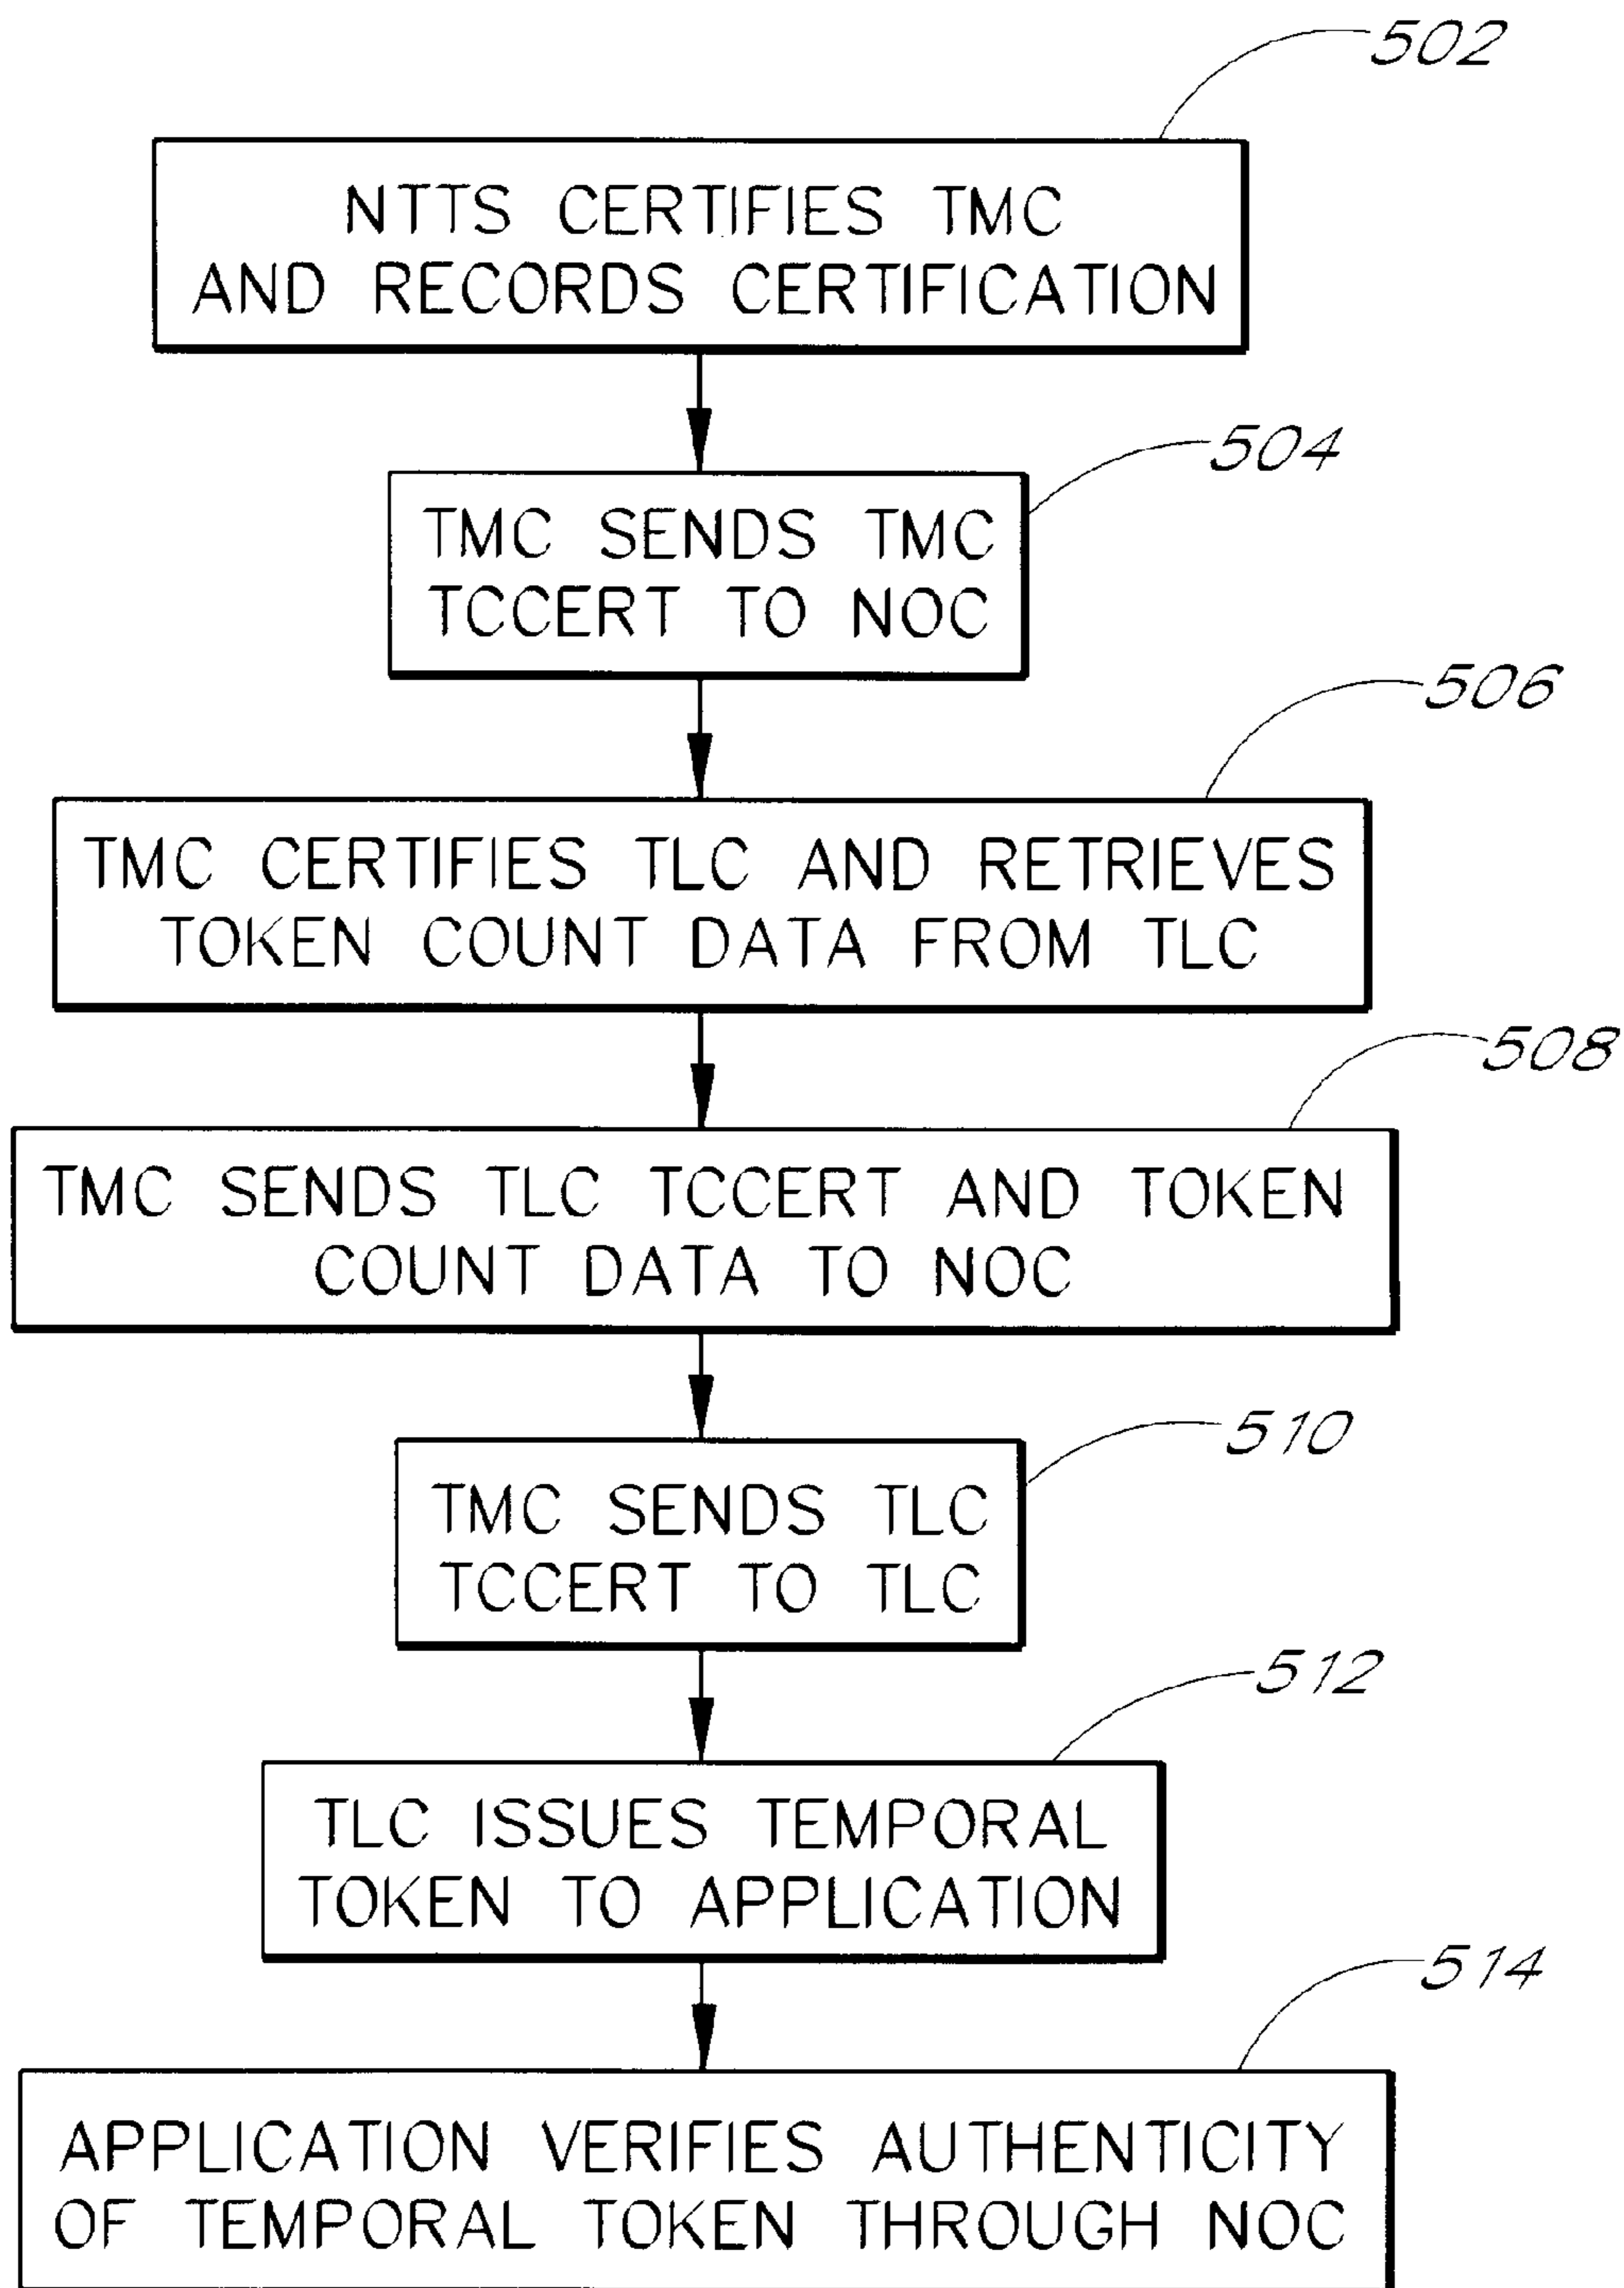 502
NTTS CERTIFIES TMC
AND RECORDS CERTIFICATION
504
TMC SENDS TMC
TCCERT TO NOC
506
TMC CERTIFIES TLC AND RETRIEVES
TOKEN COUNT DATA FROM TLC
508
TMC SENDS TLC TCCERT AND TOKEN
COUNT DATA TO NOC
510
TMC SENDS TLC
TCCERT TO TLC
512
TLC ISSUES TEMPORAL
TOKEN TO APPLICATION
514
APPLICATION VERIFIES AUTHENTICITY
OF TEMPORAL TOKEN THROUGH NOC